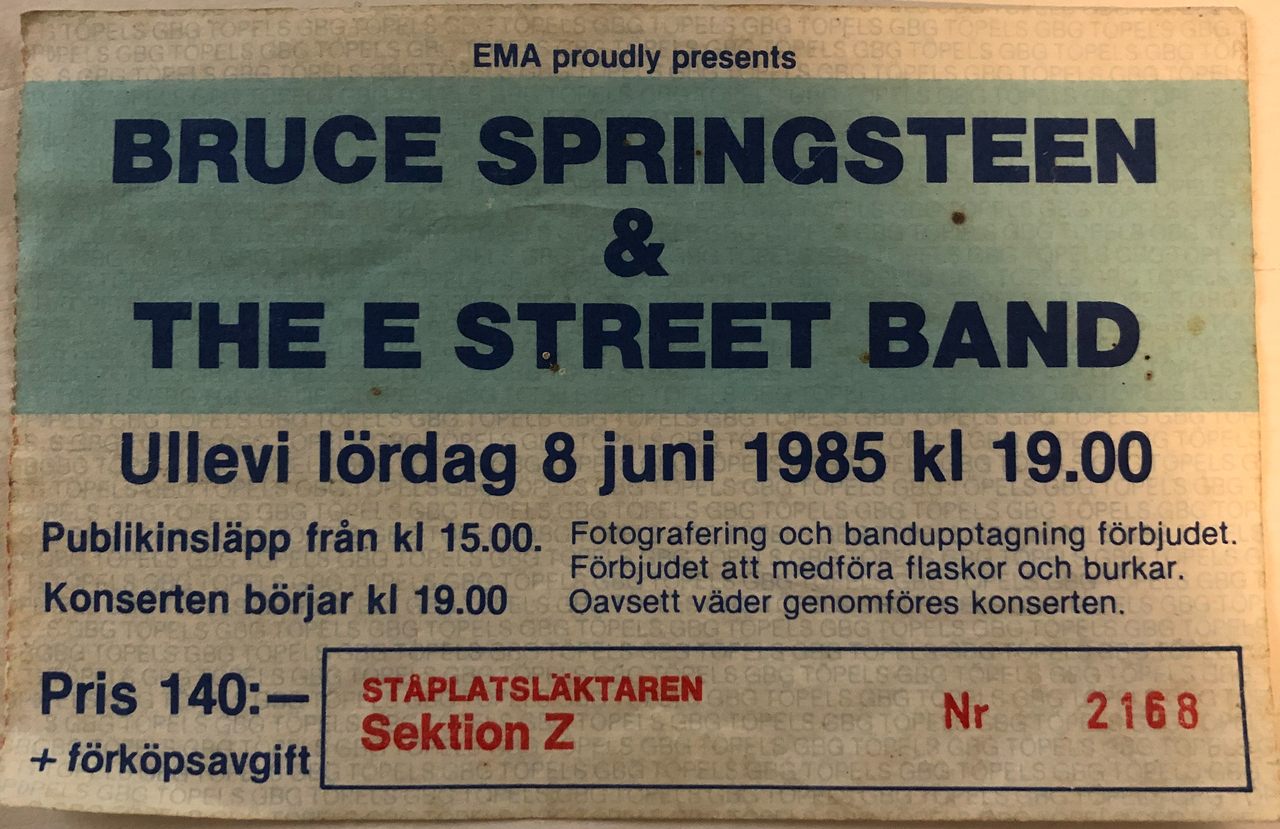 EMA proudly presents
BRUCE SPRINGSTEEN
&
THE E STREET BAND
Ullevi lördag 8 juni 1985 kl 19.00
Publikinsläpp från kl 15.00.
Konserten börjar kl 19.00
Fotografering och bandupptagning förbjudet.
Förbjudet att medföra flaskor och burkar.
Oavsett väder genomföres konserten.
Pris 140:—
+ förköpsavgift
STÅPLATSLÄKTAREN
Sektion Z
Nr 2168